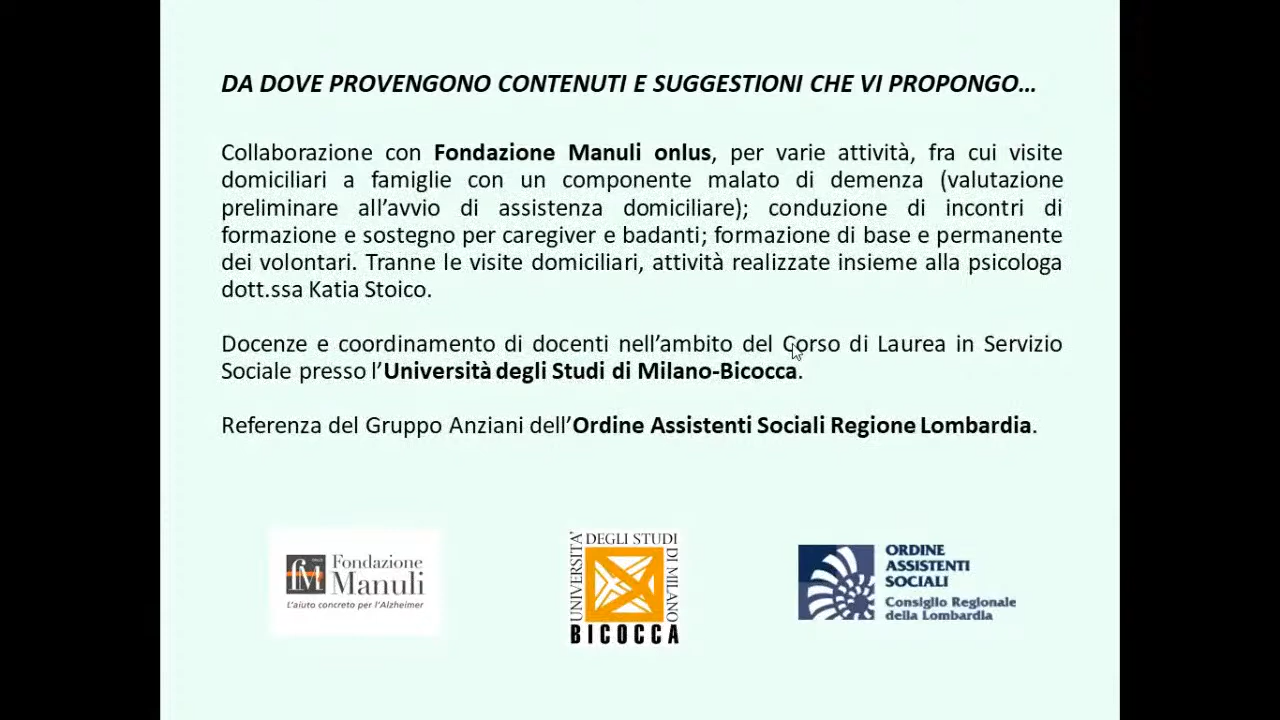 DA DOVE PROVENGONO CONTENUTI E SUGGESTIONI CHE VI PROPONGO...
Collaborazione con Fondazione Manuli onlus, per varie attività, fra cui visite
domiciliari a famiglie con un componente malato di demenza (valutazione
preliminare all'avvio di assistenza domiciliare); conduzione di incontri di
formazione e sostegno per caregiver e badanti; formazione di base e permanente
dei volontari. Tranne le visite domiciliari, attività realizzate insieme alla psicologa
dott.ssa Katia Stoico.
Docenze e coordinamento di docenti nell'ambito del Corso di Laurea in Servizio
Sociale presso l'Università degli Studi di Milano-Bicocca.
Referenza del Gruppo Anziani dell'Ordine Assistenti Sociali Regione Lombardia.
fM Fondazione
Manuli
L'aiuto concreto per l'Alzheimer
UNIVERSITA'
DEGLI STUDI
DI MILANO
BICOCCA
ORDINE
ASSISTENTI
SOCIALI
Consiglio Regionale
della Lombardia